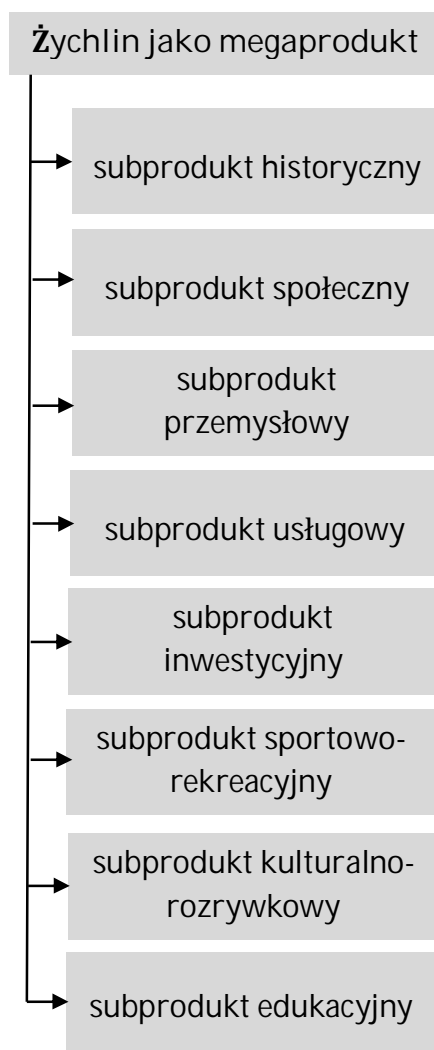 Żychlin jako megaprodukt
subprodukt historyczny
subprodukt społeczny
subprodukt
przemysłowy
subprodukt usługowy
subprodukt
inwestycyjny
subprodukt sportowo-
rekreacyjny
subprodukt kulturalno-
rozrywkowy
subprodukt edukacyjny